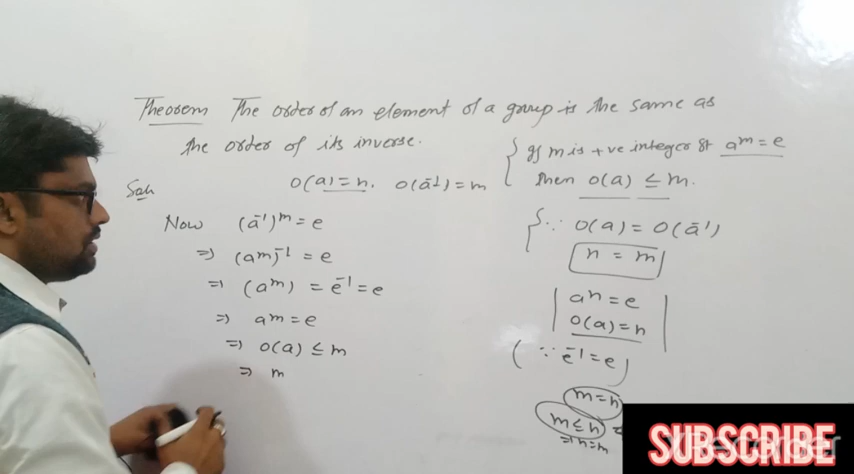 Theorem The order of an element of a group is the same as
the order of its inverse.
Soln O(a) = n, O(a⁻¹) = m
Now (a⁻¹)ᵐ = e
⇒ (aᵐ)⁻¹ = e
⇒ (aᵐ) = e⁻¹ = e
⇒ aᵐ = e
⇒ O(a) ≤ m
⇒ m
{ If m is +ve integer st aᵐ = e
then O(a) ≤ m.
{ ∵ O(a) = O(a⁻¹)
n = m
aⁿ = e
O(a) = n
( ∵ e⁻¹ = e )
m = n
m ≤ n
⇒ n = m
SUBSCRIBE